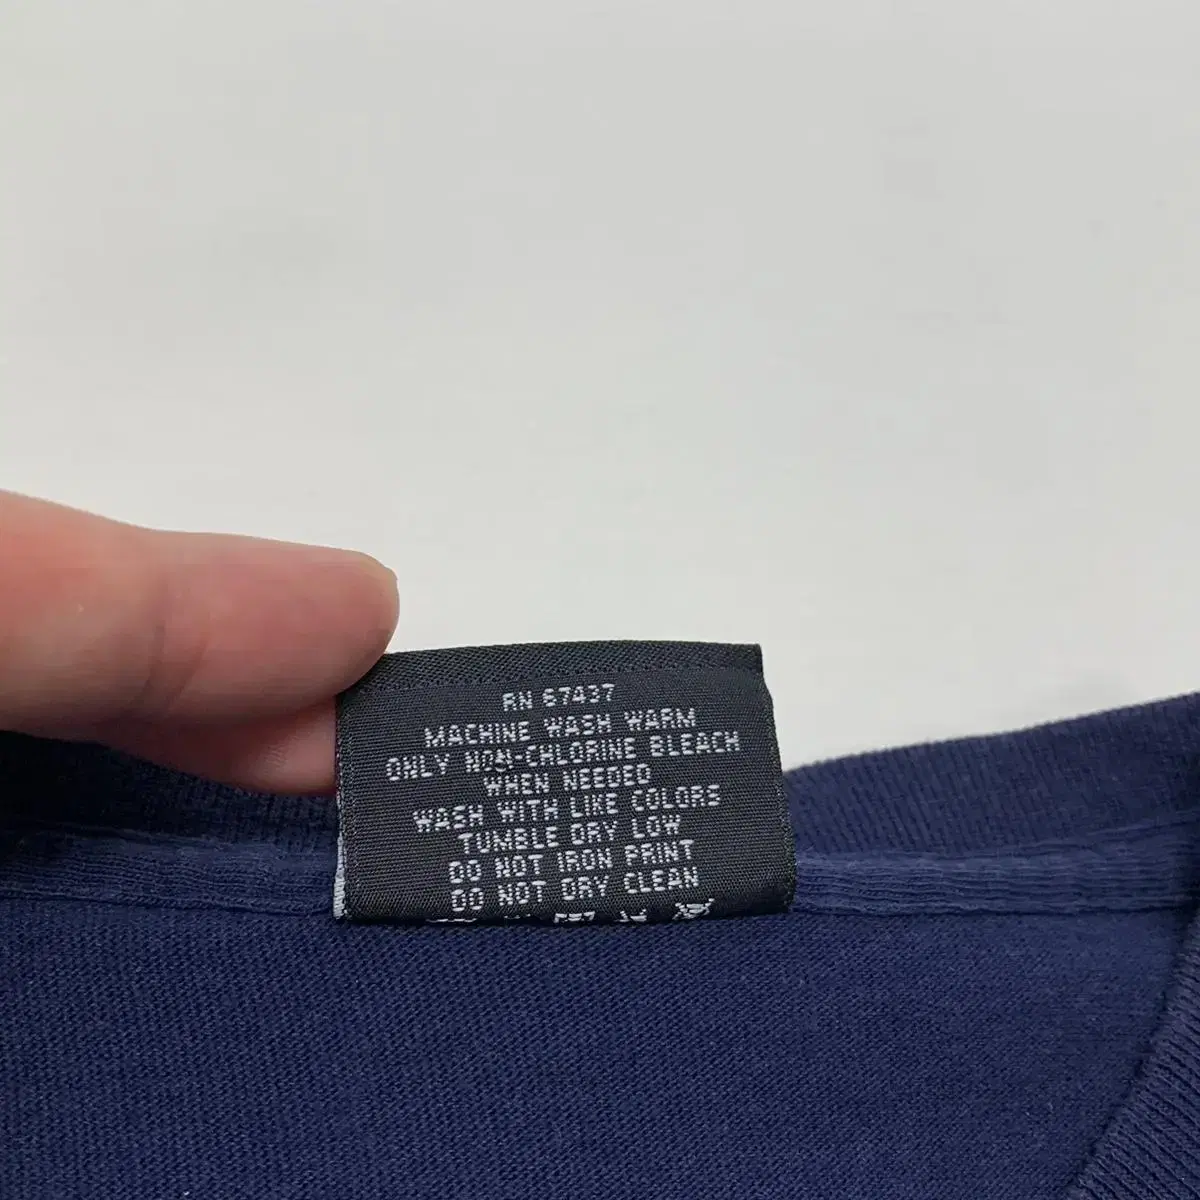 RN 67437
MACHINE WASH WARM
ONLY NON-CHLORINE BLEACH
WHEN NEEDED
WASH WITH LIKE COLORS
TUMBLE DRY LOW
DO NOT IRON PRINT
DO NOT DRY CLEAN